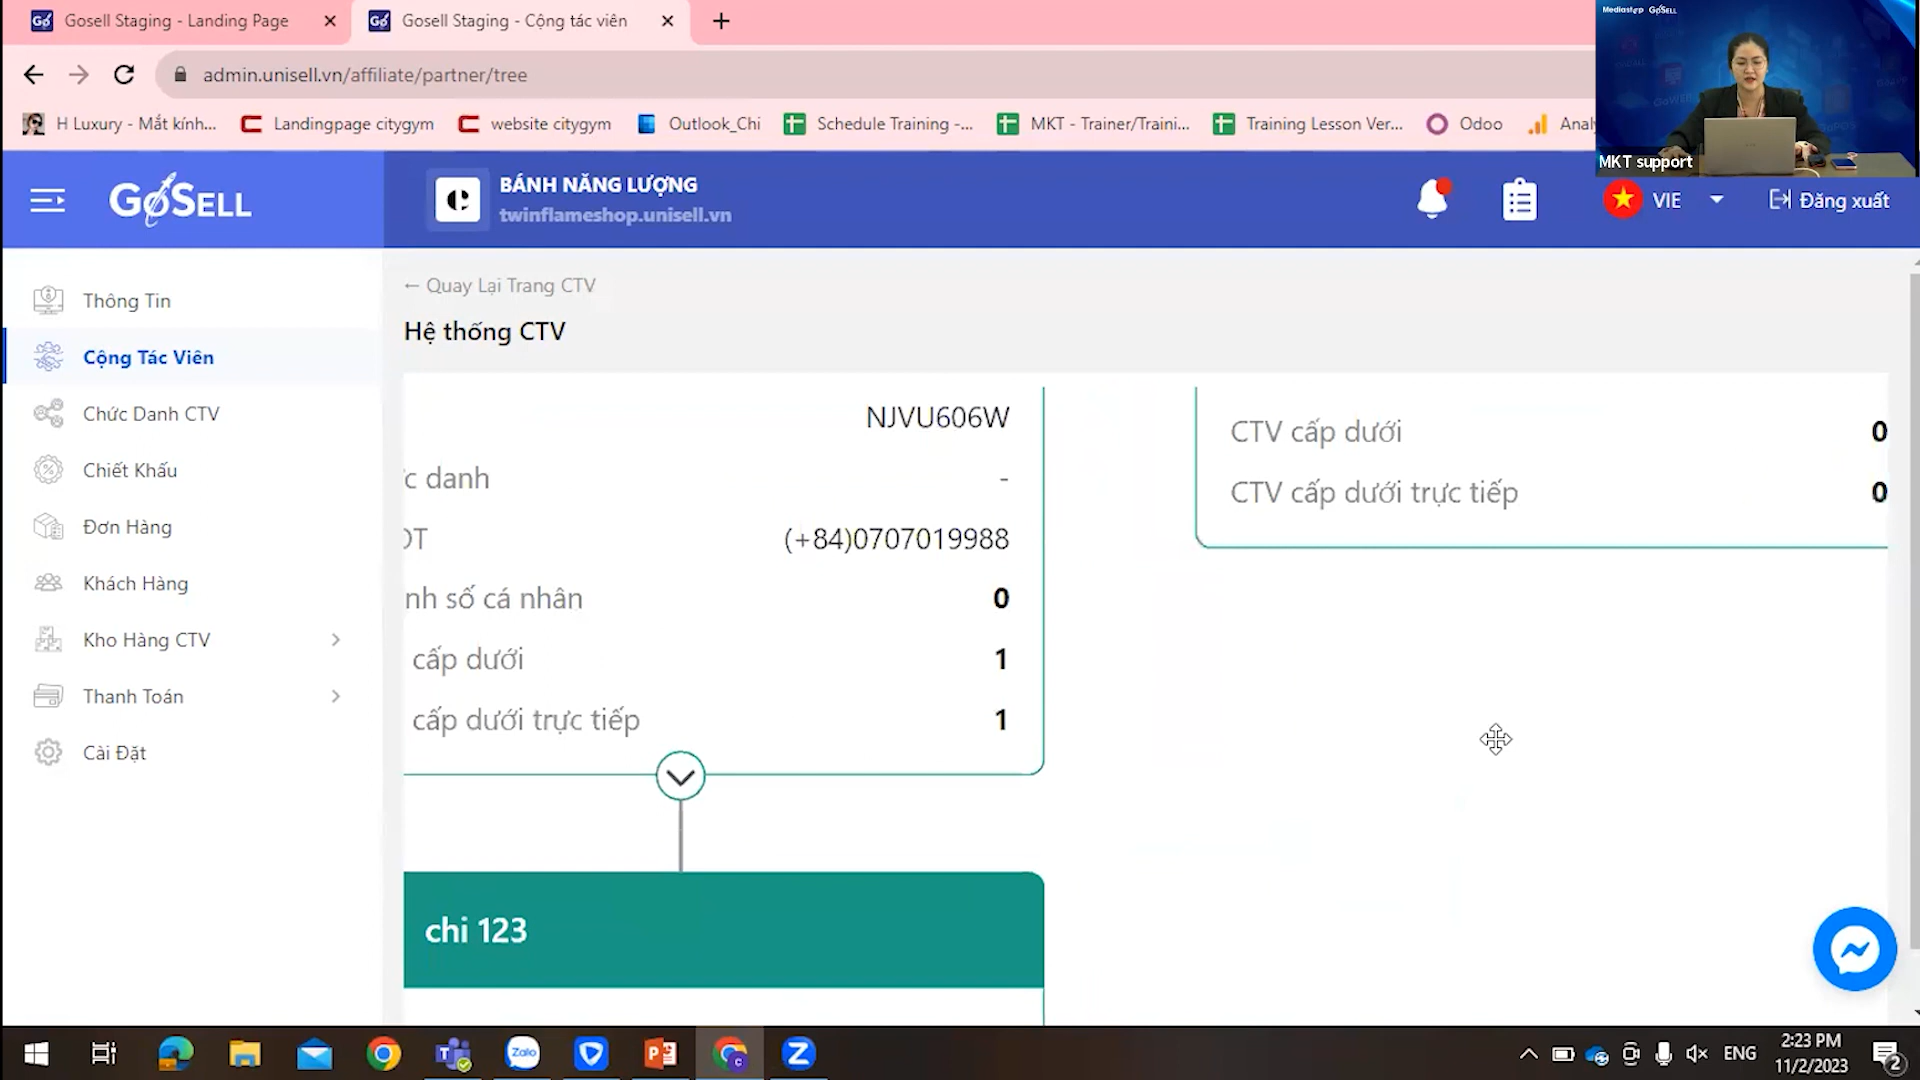 Gosell Staging - Landing Page
Gosell Staging - Cộng tác viên
admin.unisell.vn/affiliate/partner/tree
H Luxury - Mắt kính...
Landingpage citygym
website citygym
Outlook_Chi
Schedule Training -...
MKT - Trainer/Traini...
Training Lesson Ver...
Odoo
Mediastep GoSELL
MKT support
GoSELL
BÁNH NĂNG LƯỢNG
twinflameshop.unisell.vn
VIE
Đăng xuất
Thông Tin
Cộng Tác Viên
Chức Danh CTV
Chiết Khấu
Đơn Hàng
Khách Hàng
Kho Hàng CTV
Thanh Toán
Cài Đặt
← Quay Lại Trang CTV
Hệ thống CTV
NJVU606W
c danh
-
(+84)0707019988
nh số cá nhân
0
cấp dưới
1
cấp dưới trực tiếp
1
chi 123
CTV cấp dưới
0
CTV cấp dưới trực tiếp
0
Zalo
ENG
2:23 PM
11/2/2023
2